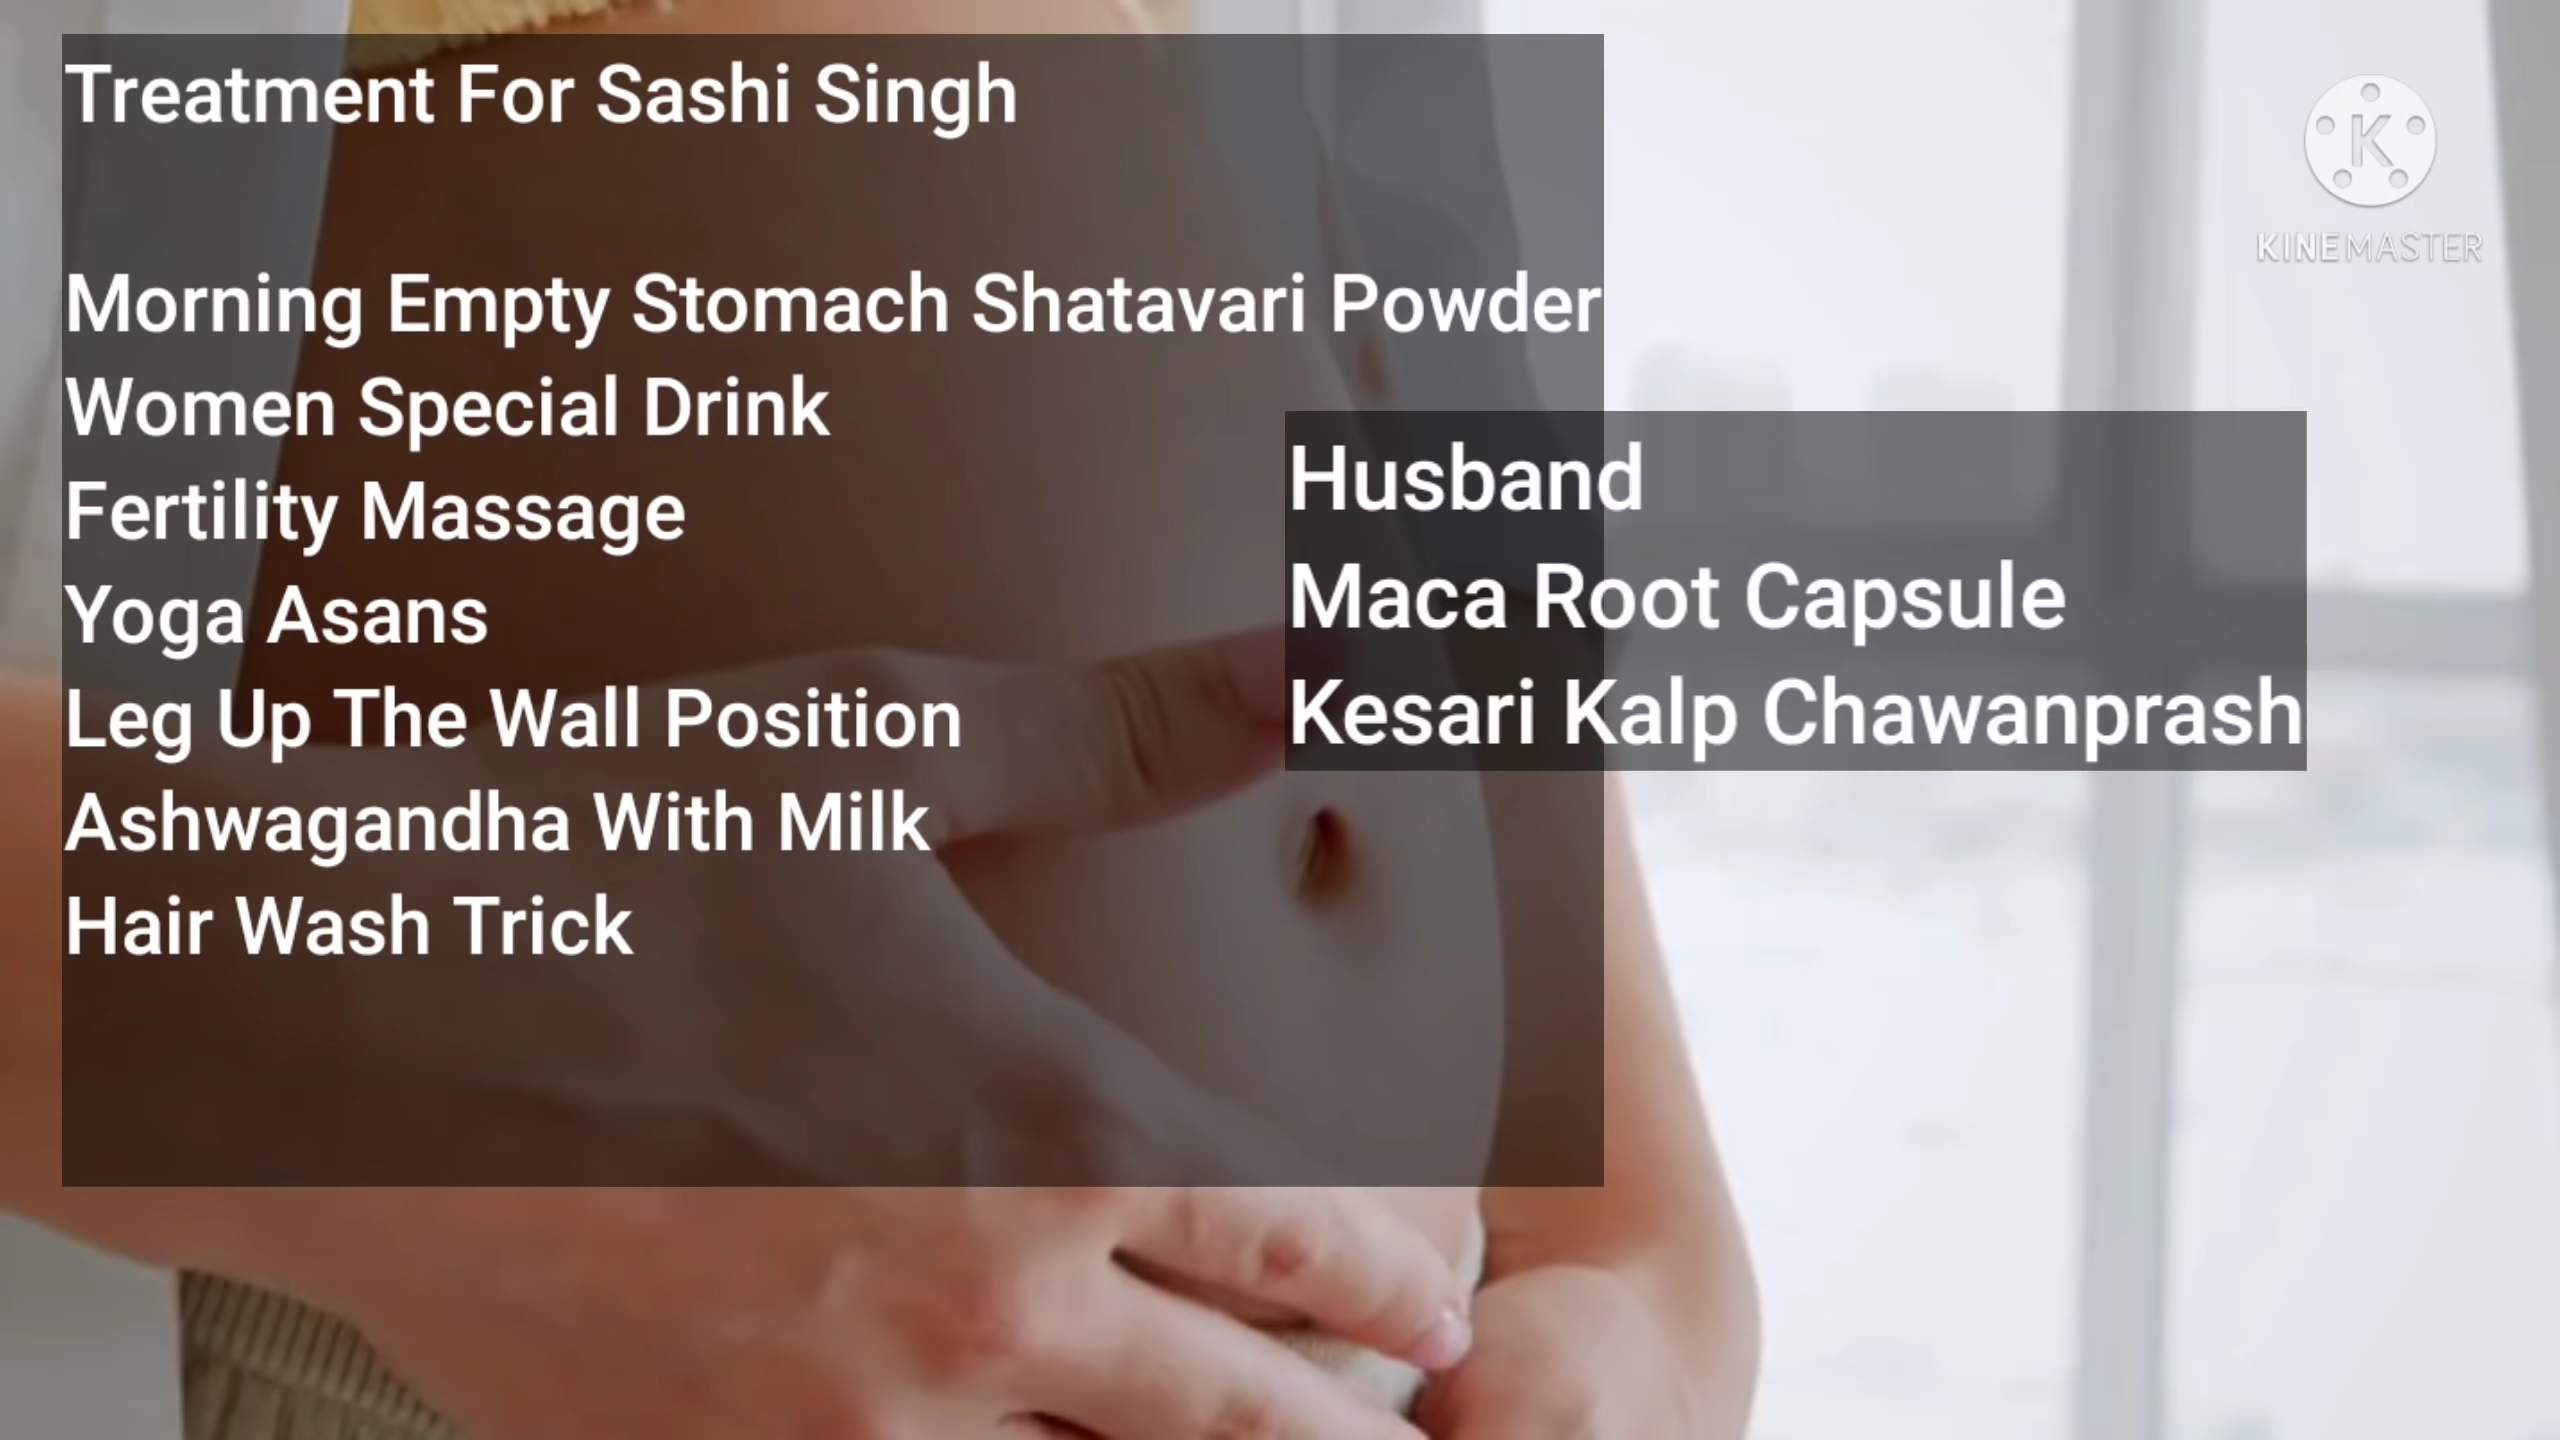 Treatment For Sashi Singh
Morning Empty Stomach Shatavari Powder
Women Special Drink
Fertility Massage
Yoga Asans
Leg Up The Wall Position
Ashwagandha With Milk
Hair Wash Trick
Husband
Maca Root Capsule
Kesari Kalp Chawanprash
K
KINEMASTER